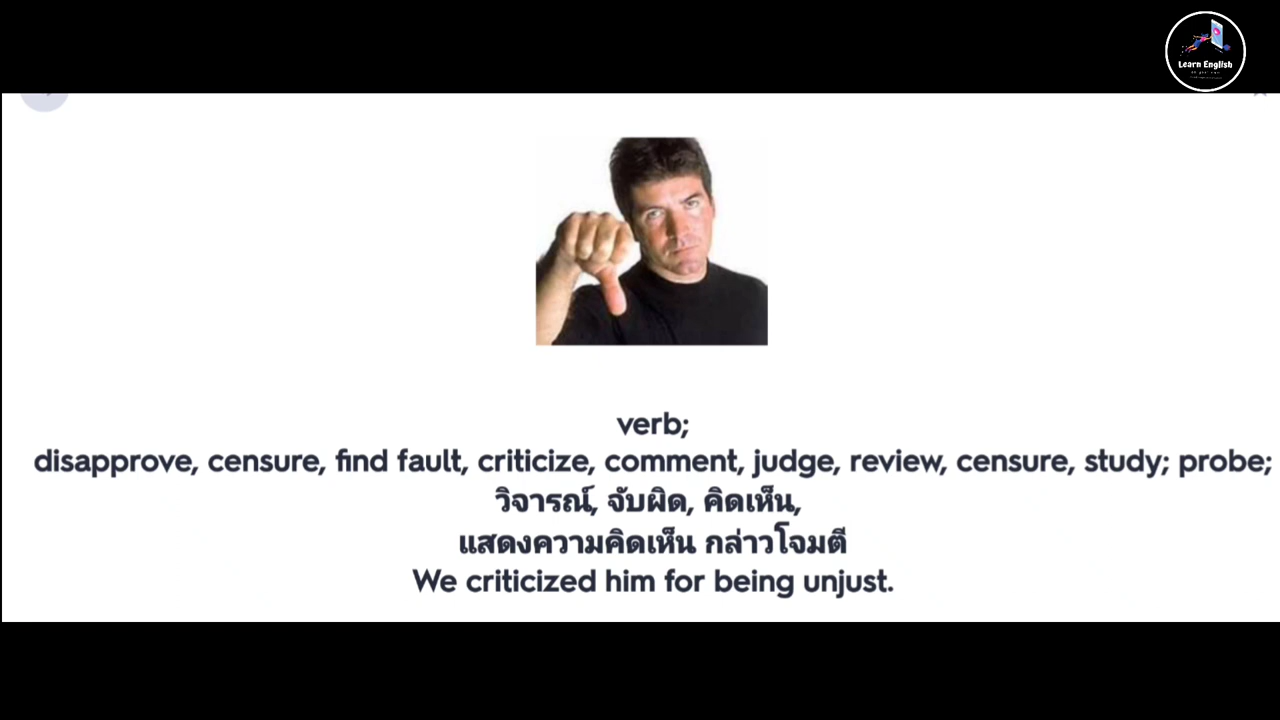 Learn English
verb;
disapprove, censure, find fault, criticize, comment, judge, review, censure, study; probe;
วิจารณ์, จับผิด, คิดเห็น,
แสดงความคิดเห็น กล่าวโจมตี
We criticized him for being unjust.